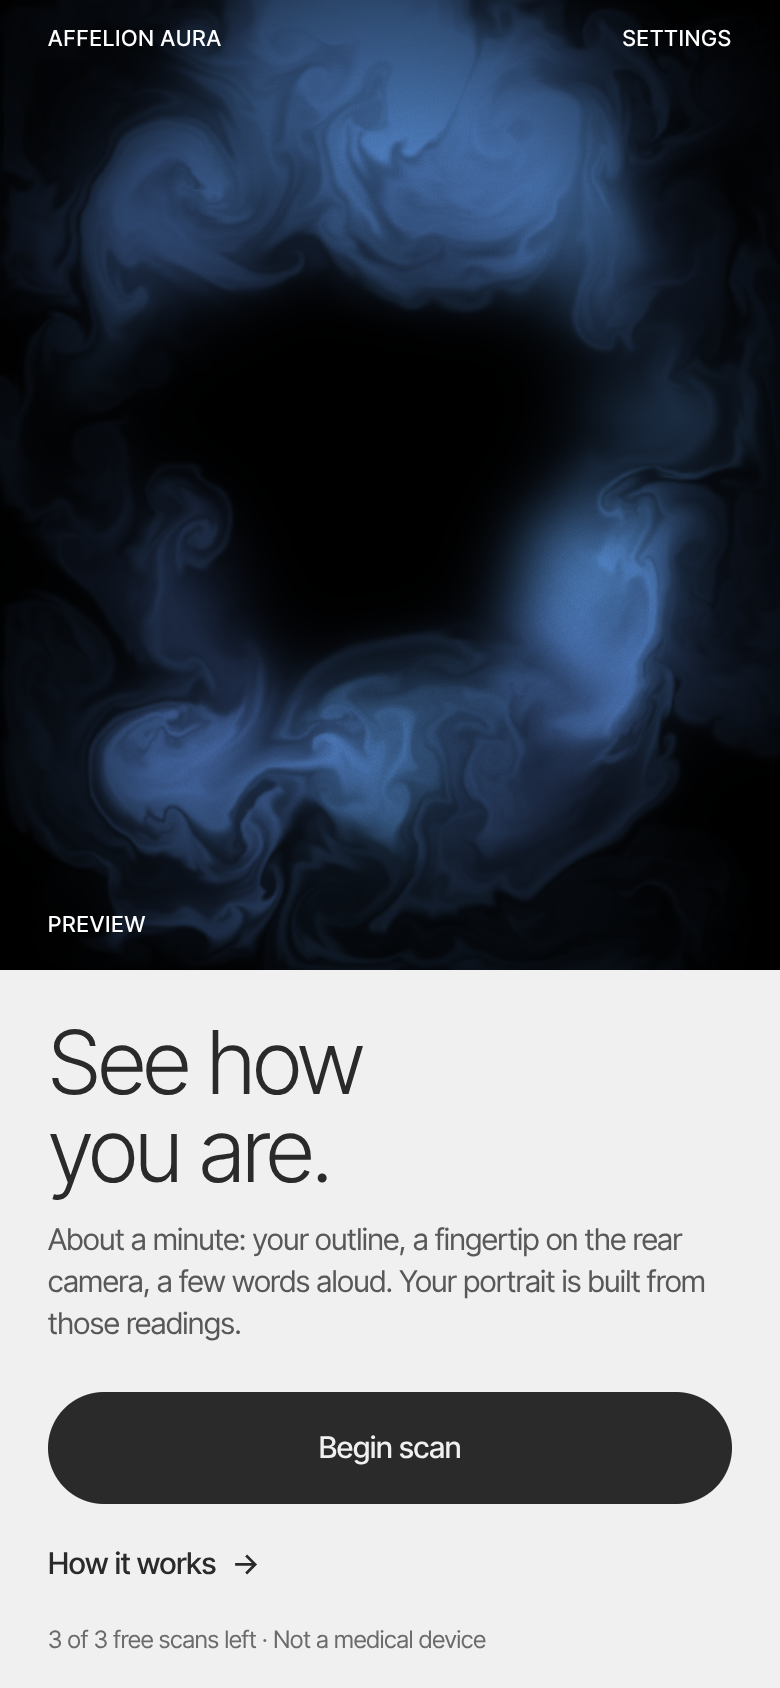 AFFELION AURA
SETTINGS
PREVIEW
See how
you are.
About a minute: your outline, a fingertip on the rear
camera, a few words aloud. Your portrait is built from
those readings.
Begin scan
How it works →
3 of 3 free scans left · Not a medical device